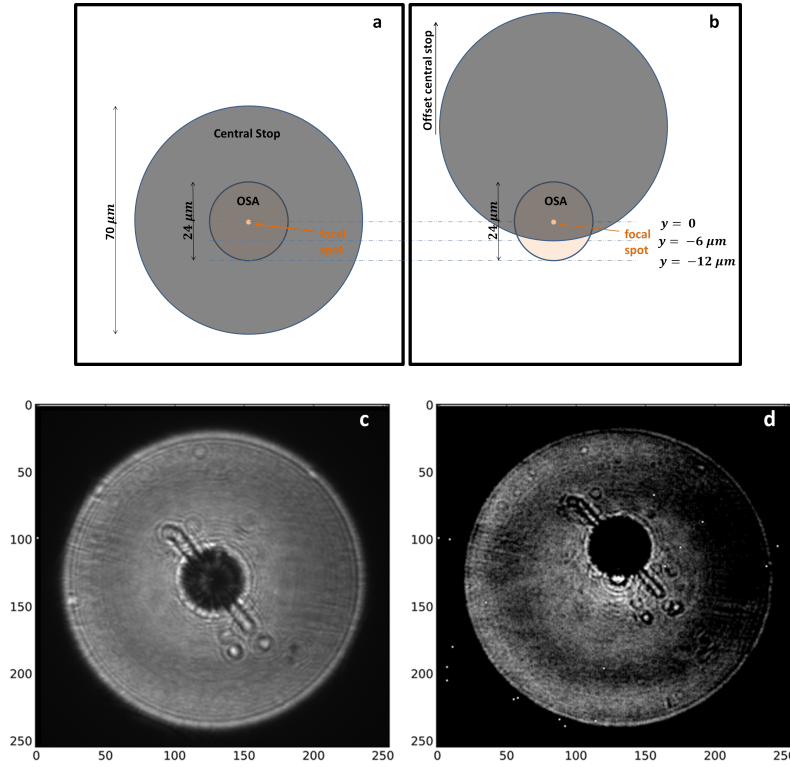 a
Central Stop
OSA
70 μm
24 μm
focal
spot
b
Offset central stop
OSA
24 μm
focal
spot
y = 0
y = −6 μm
y = −12 μm
c
0
50
100
150
200
250
0 50 100 150 200 250
d
0
50
100
150
200
250
0 50 100 150 200 250